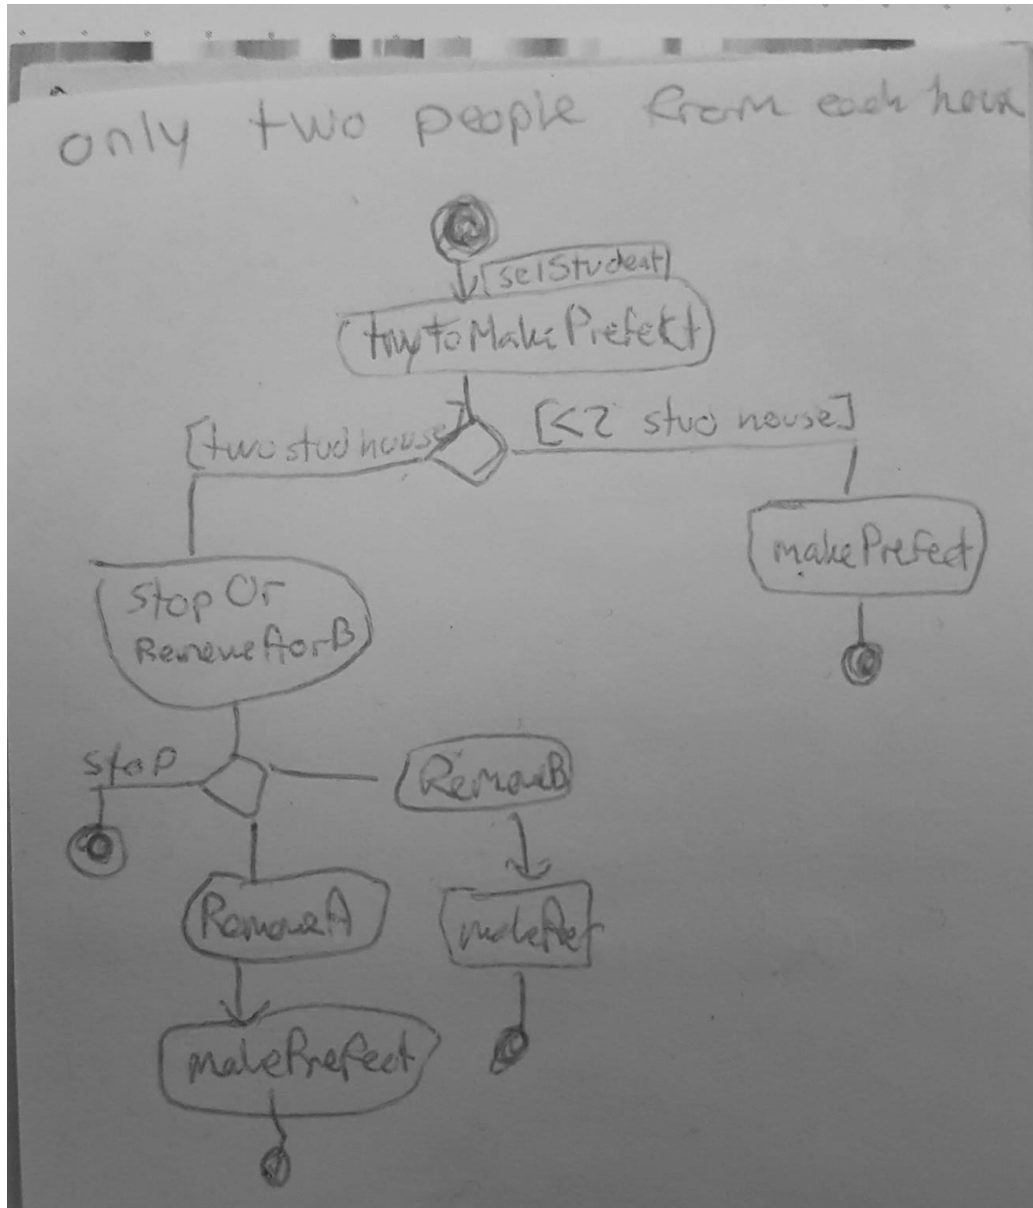 only two people from each hous
[selStudent]
tryToMakePrefekt
[two stud house]
[<2 stud house]
makePrefect
Stop Or
RemoveAorB
stop
RemoveB
RemoveA
makePref
makePrefect